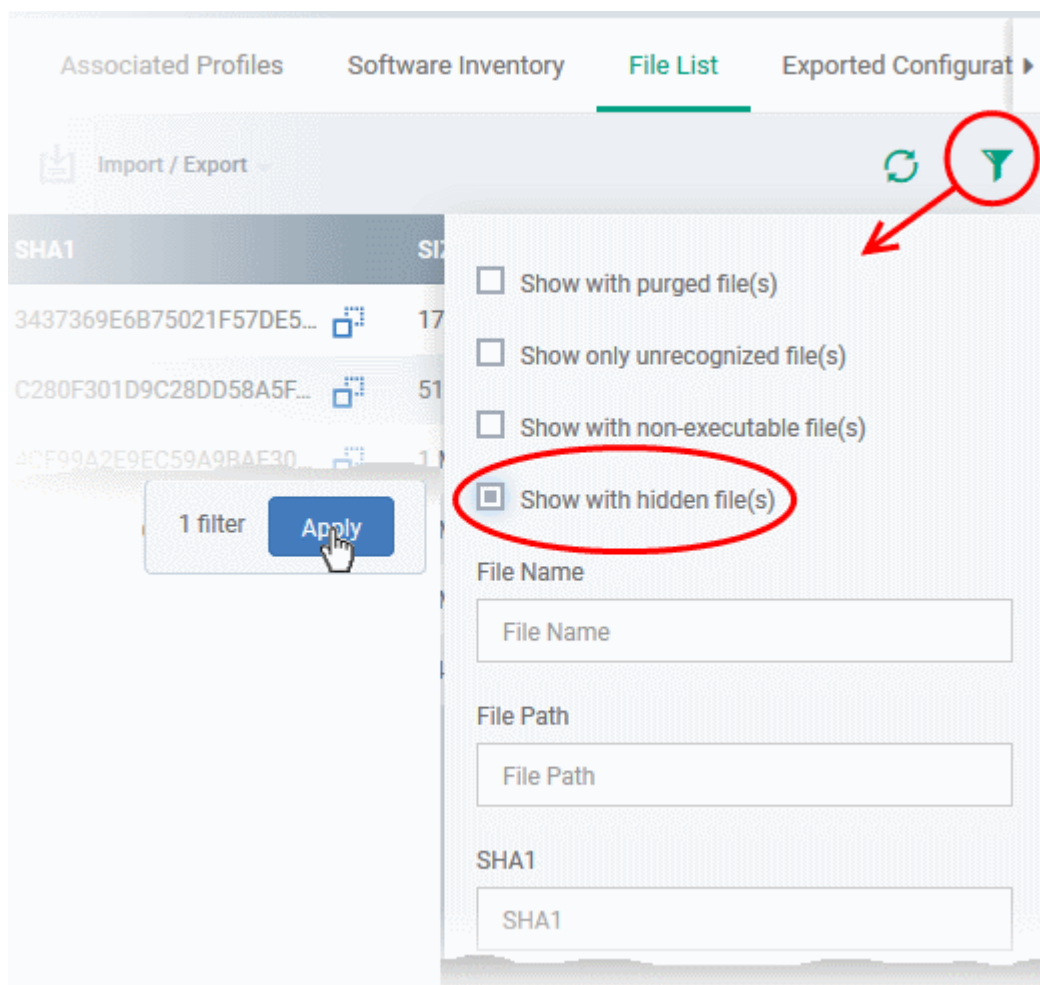 Associated Profiles Software Inventory File List Exported Configurat
Import / Export
SHA1
3437369E6B75021F57DE5... 17
C280F301D9C28DD58A5F... 51
4CF99A2E9EC59A9BAF30... 1
1 filter Apply
Show with purged file(s)
Show only unrecognized file(s)
Show with non-executable file(s)
Show with hidden file(s)
File Name
File Name
File Path
File Path
SHA1
SHA1